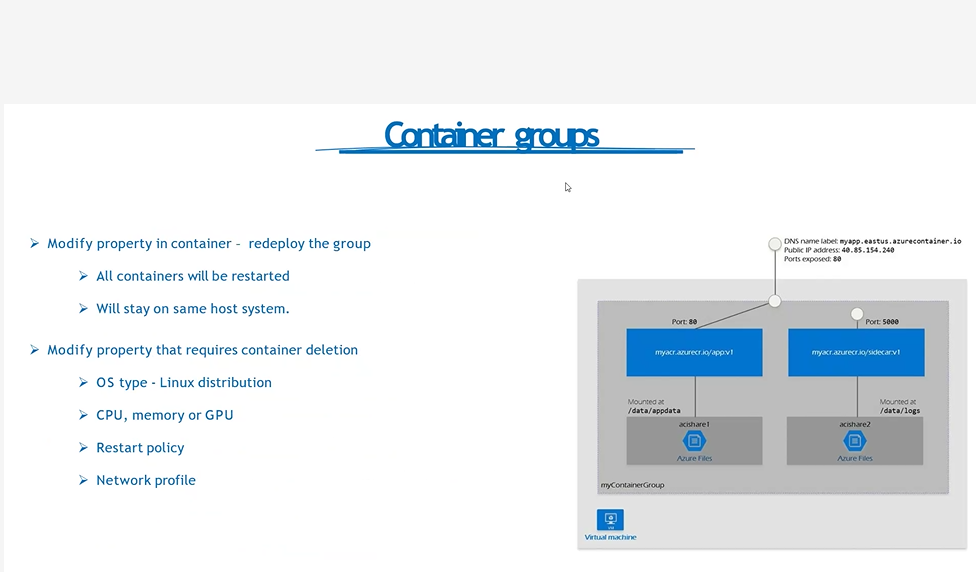 Container groups
Modify property in container - redeploy the group
All containers will be restarted
Will stay on same host system.
Modify property that requires container deletion
OS type - Linux distribution
CPU, memory or GPU
Restart policy
Network profile
DNS name label: myapp.eastus.azurecontainer.io
Public IP address: 40.85.154.240
Ports exposed: 80
Port: 80
Port: 5000
myacr.azurecr.io/app:v1
myacr.azurecr.io/sidecar:v1
Mounted at
/data/appdata
Mounted at
/data/logs
acishare1
acishare2
Azure Files
Azure Files
myContainerGroup
VM
Virtual machine